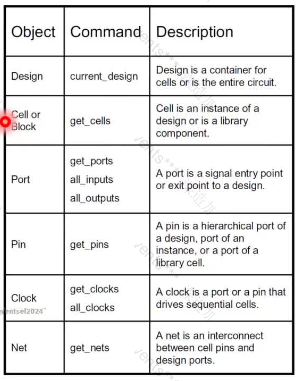 Object Command Description
Design current_design Design is a container for
cells or is the entire circuit.
Cell or
Block get_cells Cell is an instance of a
design or is a library
component.
Port get_ports
all_inputs
all_outputs A port is a signal entry point
or exit point to a design.
Pin get_pins A pin is a hierarchical port of
a design, port of an
instance, or a port of a
library cell.
Clock get_clocks
all_clocks A clock is a port or a pin that
drives sequential cells.
Net get_nets A net is an interconnect
between cell pins and
design ports.